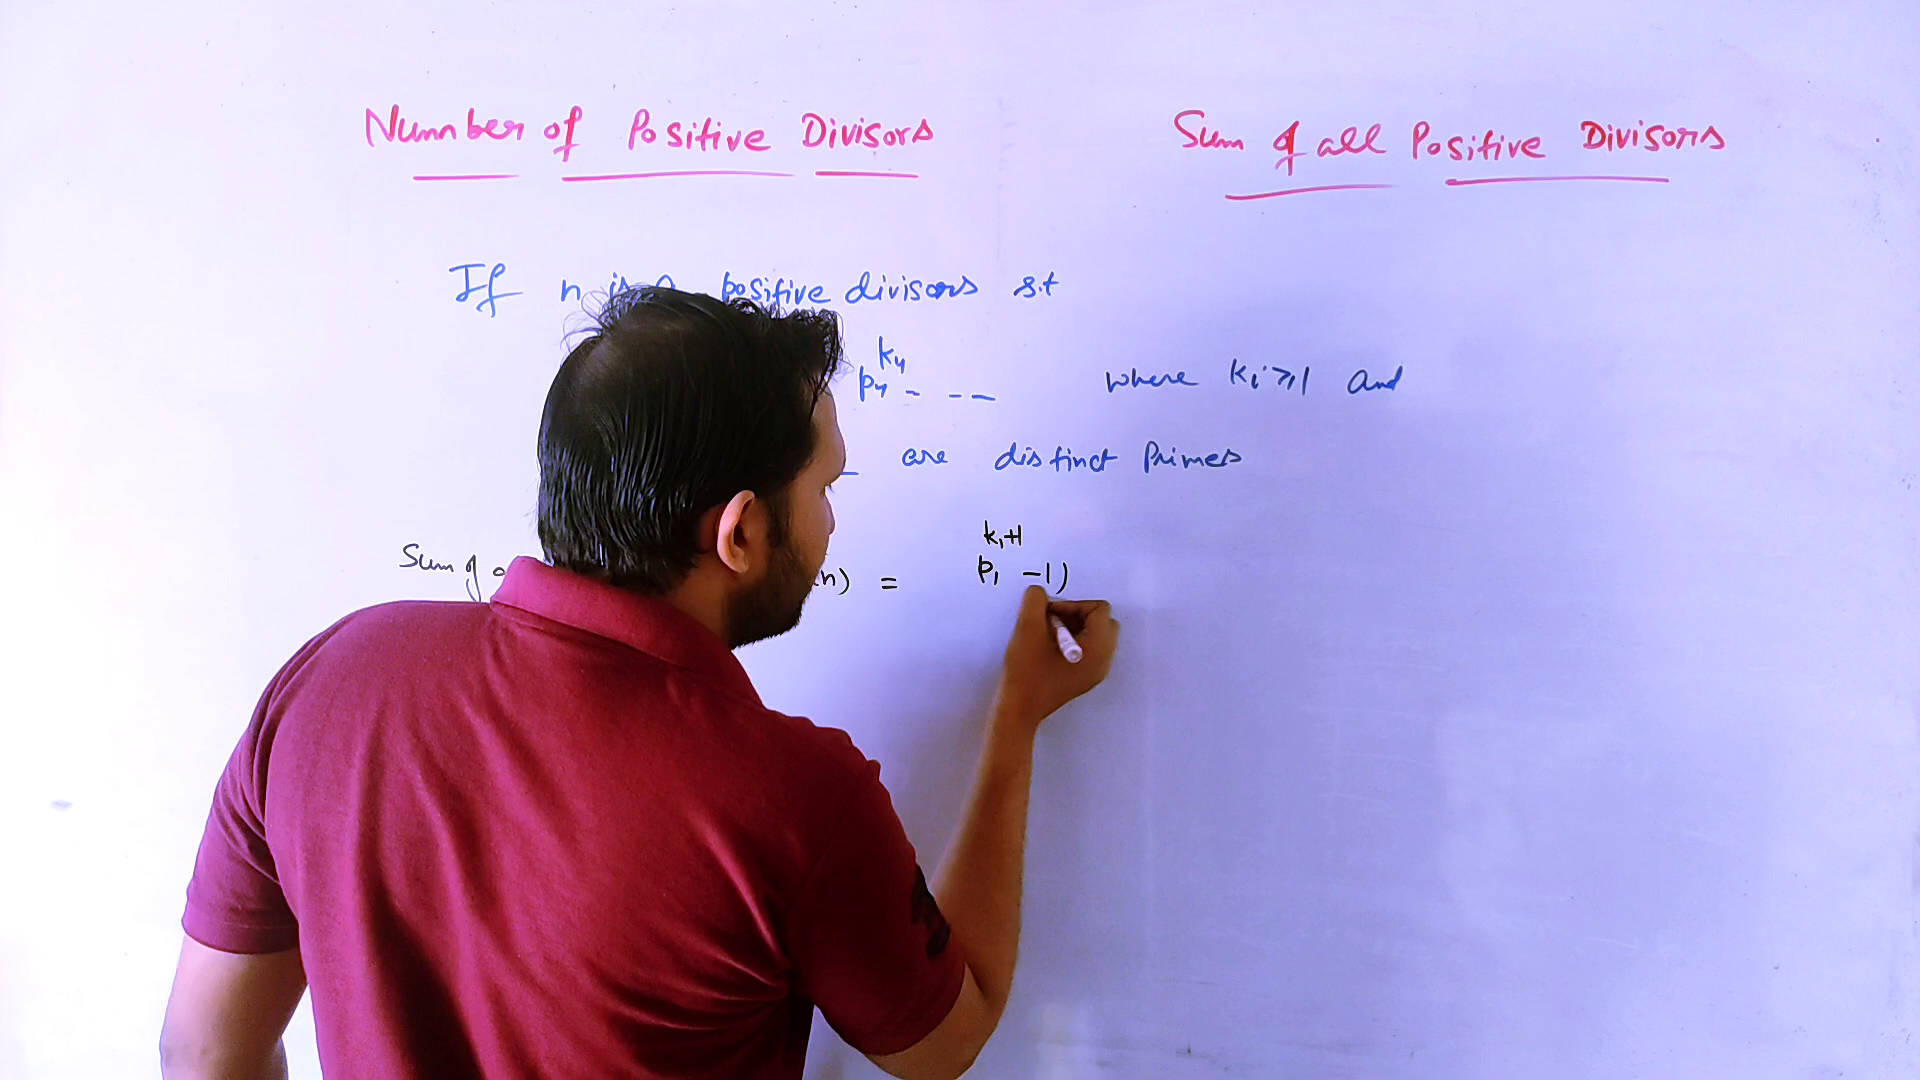 Number of Positive Divisors
Sum of all Positive Divisors
If n is a positive divisors s.t
p₄^k₄ - - - where kᵢ ≥ 1 and
are distinct Primes
Sum of (n) = p₁^k₁+1 -1)